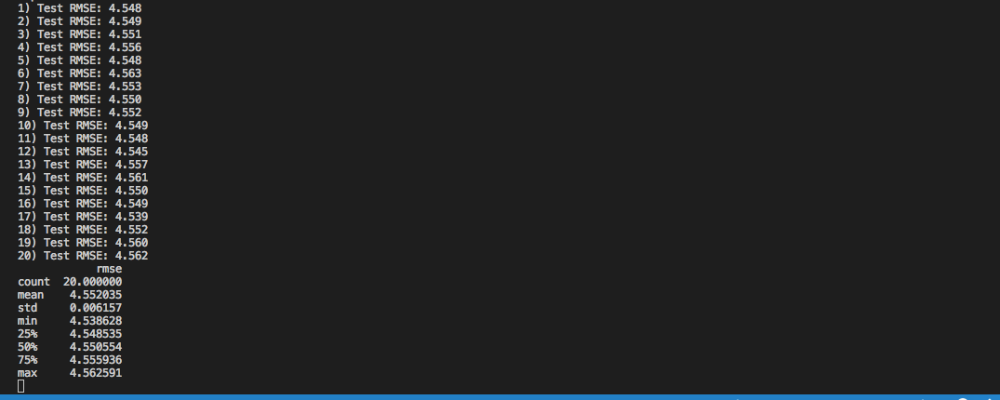 1) Test RMSE: 4.548
2) Test RMSE: 4.549
3) Test RMSE: 4.551
4) Test RMSE: 4.556
5) Test RMSE: 4.548
6) Test RMSE: 4.563
7) Test RMSE: 4.553
8) Test RMSE: 4.550
9) Test RMSE: 4.552
10) Test RMSE: 4.549
11) Test RMSE: 4.548
12) Test RMSE: 4.545
13) Test RMSE: 4.557
14) Test RMSE: 4.561
15) Test RMSE: 4.550
16) Test RMSE: 4.549
17) Test RMSE: 4.539
18) Test RMSE: 4.552
19) Test RMSE: 4.560
20) Test RMSE: 4.562
rmse
count 20.000000
mean 4.552035
std 0.006157
min 4.538628
25% 4.548535
50% 4.550554
75% 4.555936
max 4.562591